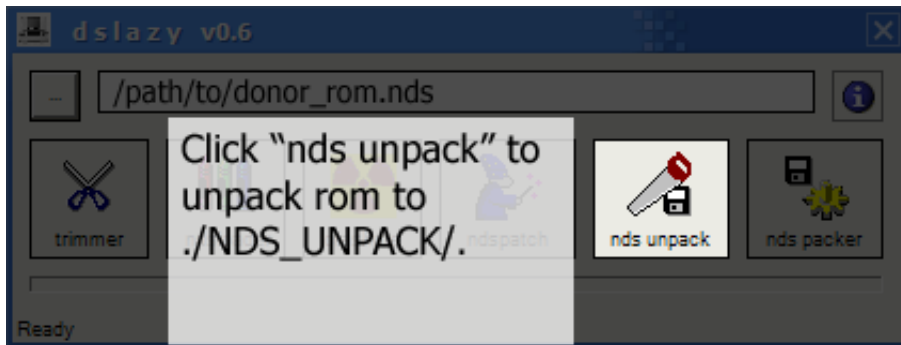 dslazy v0.6
...
/path/to/donor_rom.nds
Click “nds unpack” to
unpack rom to
./NDS_UNPACK/.
trimmer
ndspatch
nds unpack
nds packer
Ready